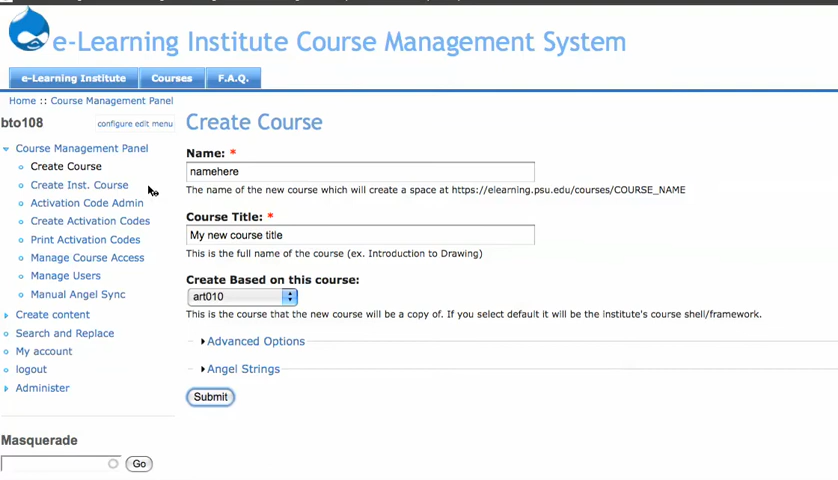 e-Learning Institute Course Management System
e-Learning Institute Courses F.A.Q.
Home :: Course Management Panel
bto108 configure edit menu
Course Management Panel
Create Course
Create Inst. Course
Activation Code Admin
Create Activation Codes
Print Activation Codes
Manage Course Access
Manage Users
Manual Angel Sync
Create content
Search and Replace
My account
logout
Administer
Masquerade
Go
Create Course
Name: *
namehere
The name of the new course which will create a space at https://elearning.psu.edu/courses/COURSE_NAME
Course Title: *
My new course title
This is the full name of the course (ex. Introduction to Drawing)
Create Based on this course:
art010
This is the course that the new course will be a copy of. If you select default it will be the institute's course shell/framework.
Advanced Options
Angel Strings
Submit